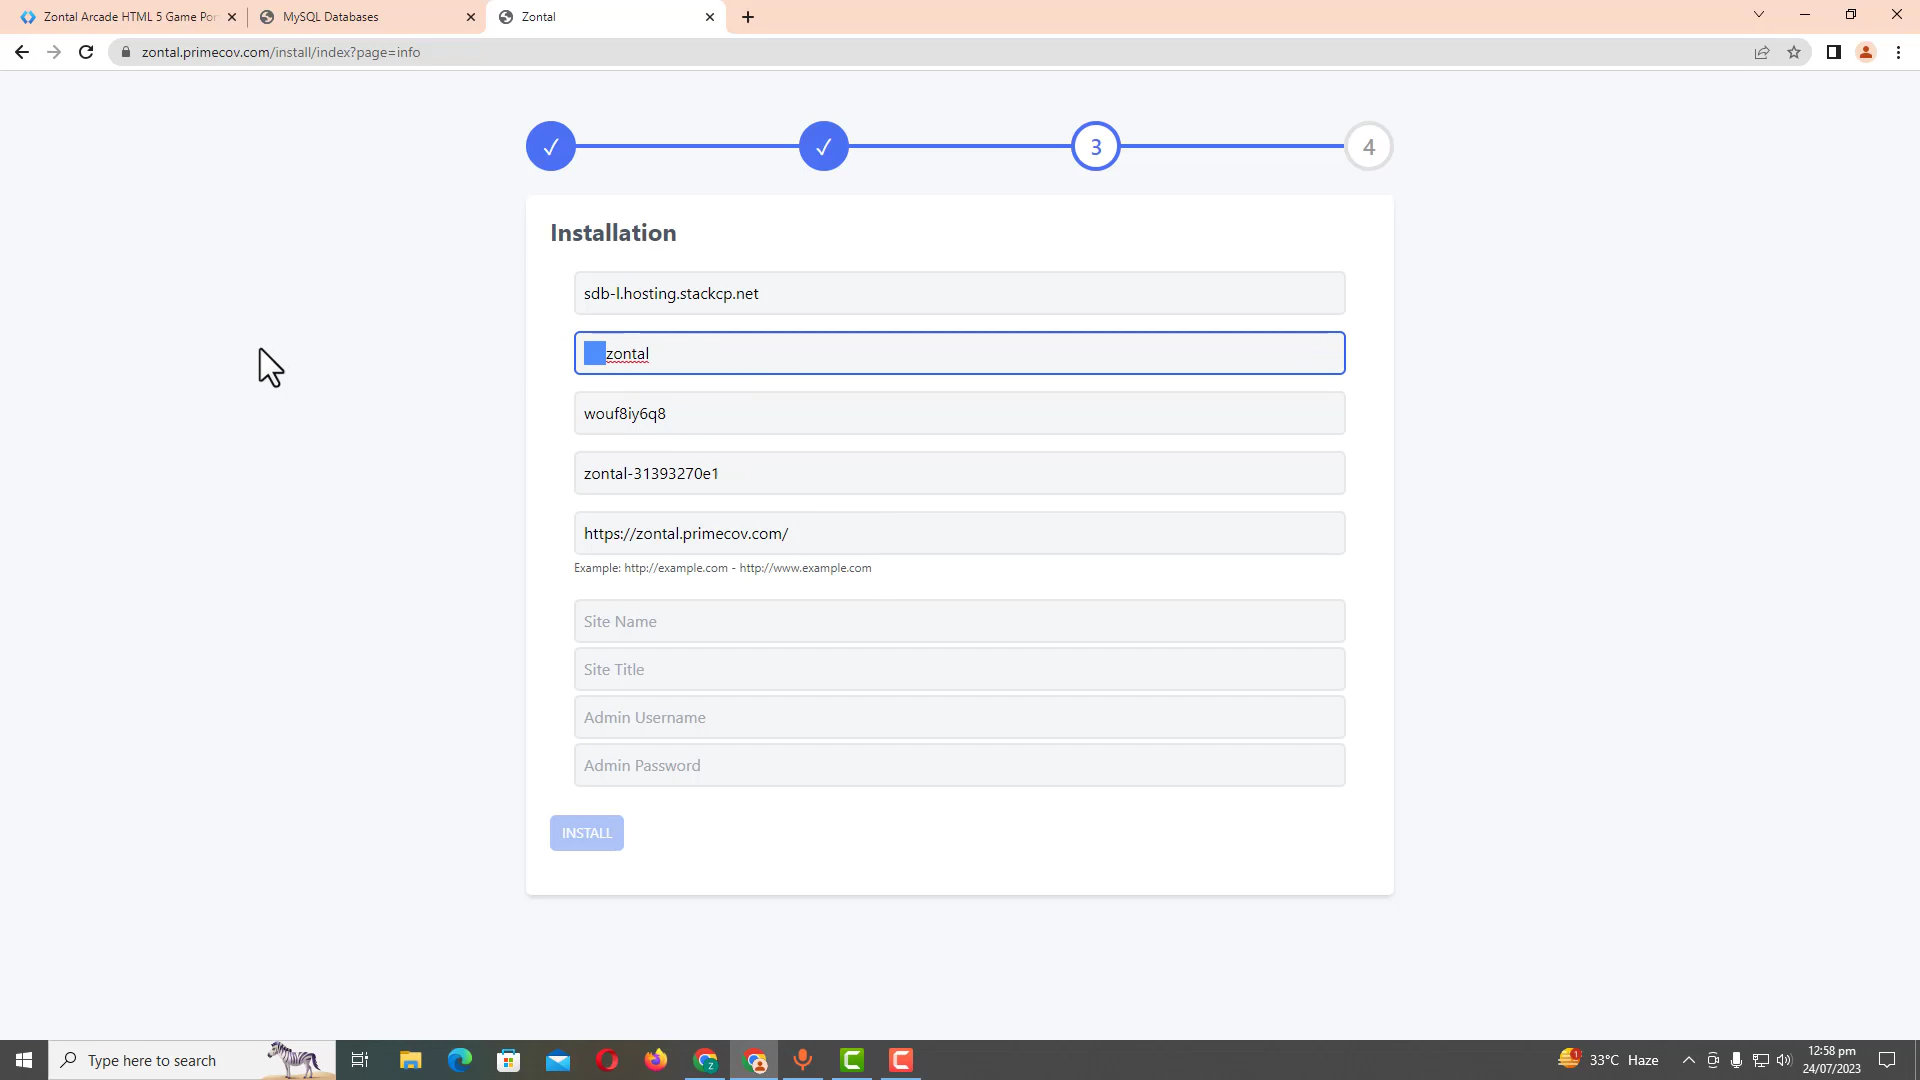 Zontal Arcade HTML 5 Game Por
MySQL Databases
Zontal
zontal.primecov.com/install/index?page=info
3
4
Installation
sdb-l.hosting.stackcp.net
zontal
wouf8iy6q8
zontal-31393270e1
https://zontal.primecov.com/
Example: http://example.com - http://www.example.com
Site Name
Site Title
Admin Username
Admin Password
INSTALL
Type here to search
1
33°C Haze
12:58 pm
24/07/2023